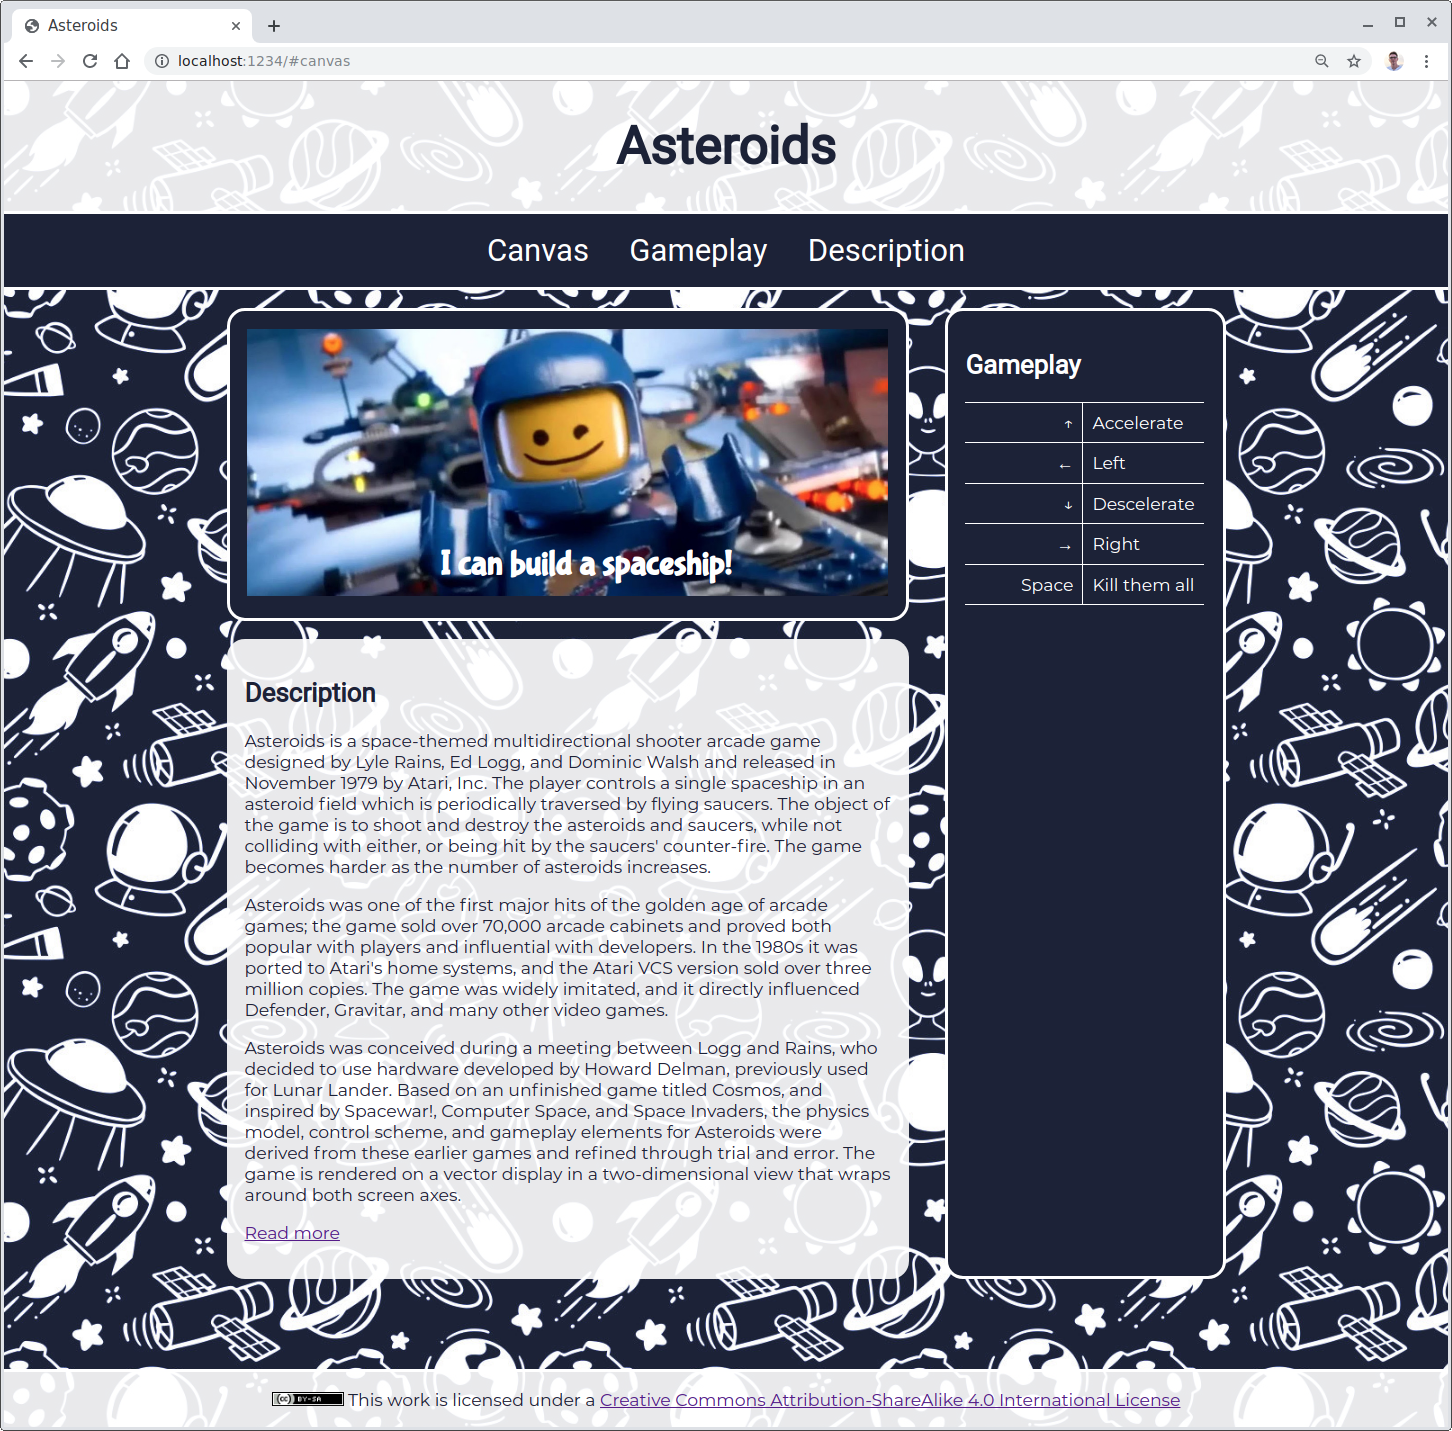 Asteroids
localhost:1234/#canvas
Asteroids
Canvas Gameplay Description
I can build a spaceship!
Gameplay
↑ Accelerate
← Left
↓ Descelerate
→ Right
Space Kill them all
Description
Asteroids is a space-themed multidirectional shooter arcade game
designed by Lyle Rains, Ed Logg, and Dominic Walsh and released in
November 1979 by Atari, Inc. The player controls a single spaceship in an
asteroid field which is periodically traversed by flying saucers. The object of
the game is to shoot and destroy the asteroids and saucers, while not
colliding with either, or being hit by the saucers' counter-fire. The game
becomes harder as the number of asteroids increases.
Asteroids was one of the first major hits of the golden age of arcade
games; the game sold over 70,000 arcade cabinets and proved both
popular with players and influential with developers. In the 1980s it was
ported to Atari's home systems, and the Atari VCS version sold over three
million copies. The game was widely imitated, and it directly influenced
Defender, Gravitar, and many other video games.
Asteroids was conceived during a meeting between Logg and Rains, who
decided to use hardware developed by Howard Delman, previously used
for Lunar Lander. Based on an unfinished game titled Cosmos, and
inspired by Spacewar!, Computer Space, and Space Invaders, the physics
model, control scheme, and gameplay elements for Asteroids were
derived from these earlier games and refined through trial and error. The
game is rendered on a vector display in a two-dimensional view that wraps
around both screen axes.
Read more
(cc) BY-SA This work is licensed under a Creative Commons Attribution-ShareAlike 4.0 International License